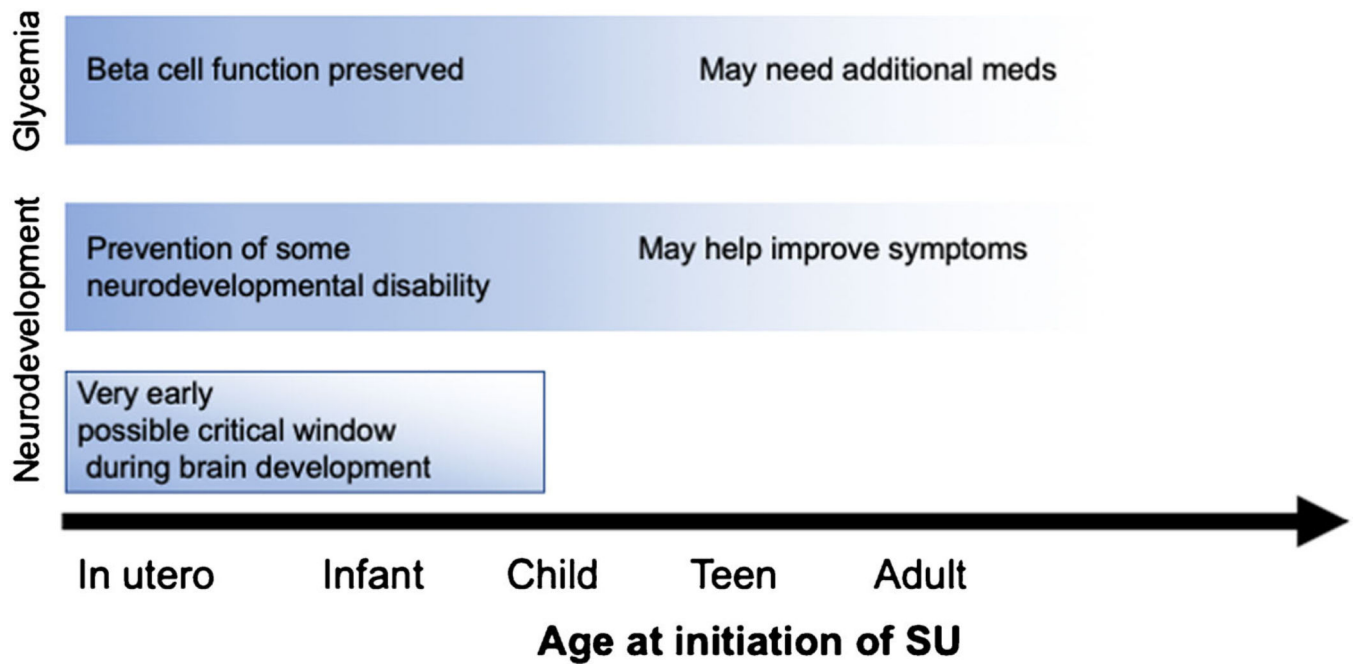 Glycemia
Beta cell function preserved
May need additional meds
Neurodevelopment
Prevention of some
neurodevelopmental disability
May help improve symptoms
Very early
possible critical window
during brain development
In utero
Infant
Child
Teen
Adult
Age at initiation of SU